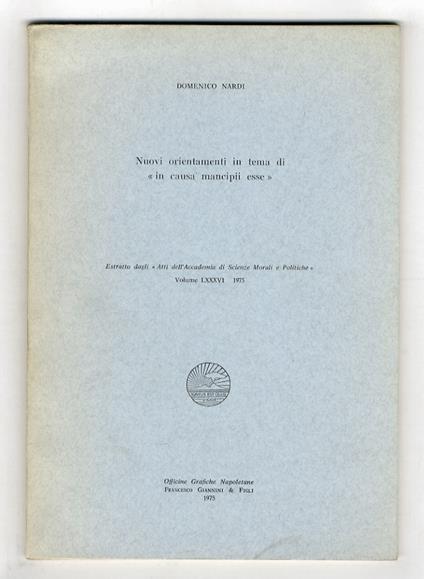 DOMENICO NARDI
Nuovi orientamenti in tema di
« in causa mancipii esse »
Estratto dagli « Atti dell'Accademia di Scienze Morali e Politiche »
Volume LXXXVI 1975
Officine Grafiche Napoletane
FRANCESCO GIANNINI & FIGLI
1975